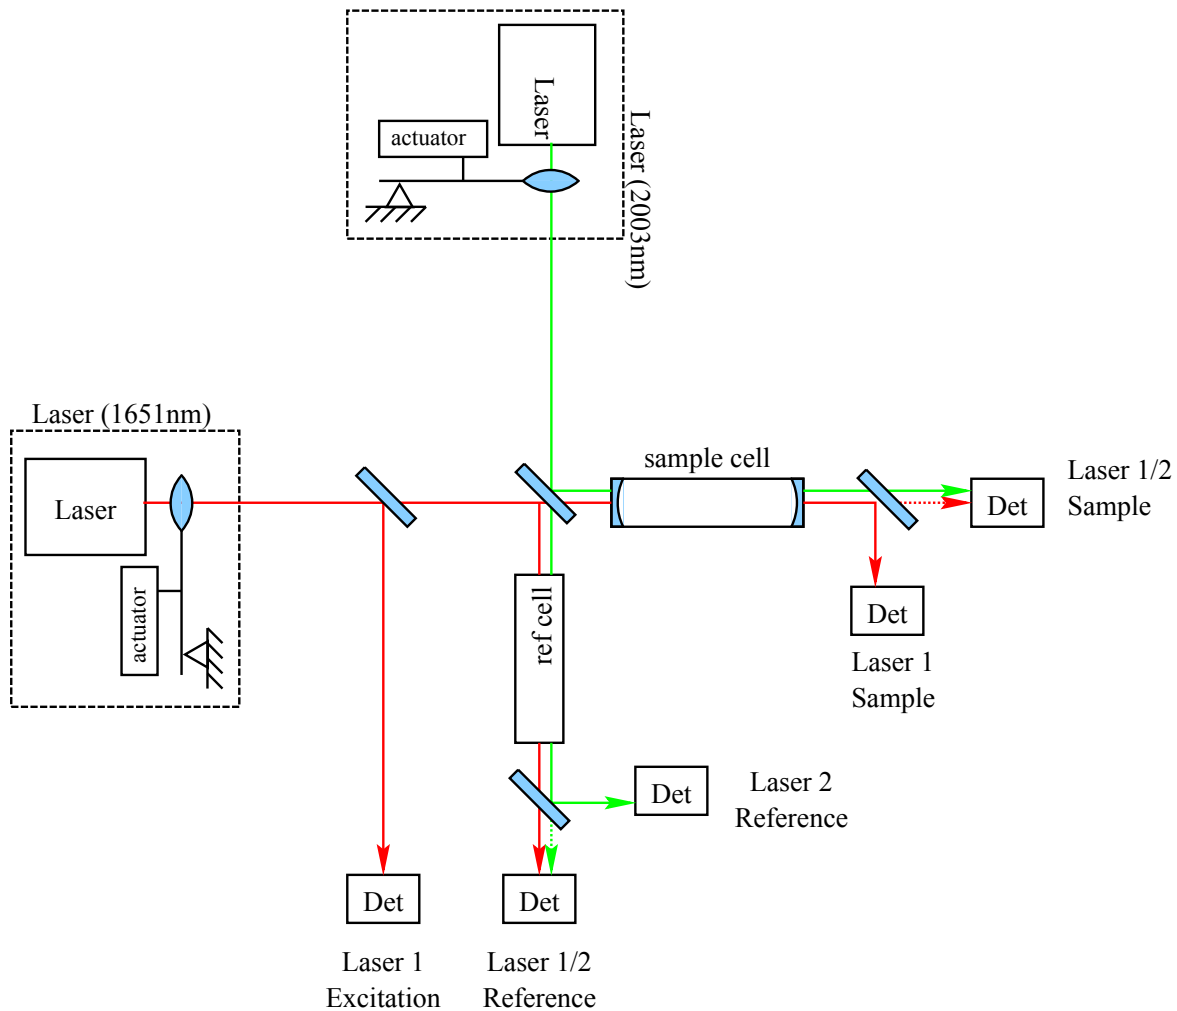 Laser
actuator
Laser (2003nm)
Laser (1651nm)
Laser
actuator
sample cell
Det
Laser 1/2
Sample
Det
Laser 1
Sample
ref cell
Det
Laser 2
Reference
Det
Laser 1
Excitation
Det
Laser 1/2
Reference